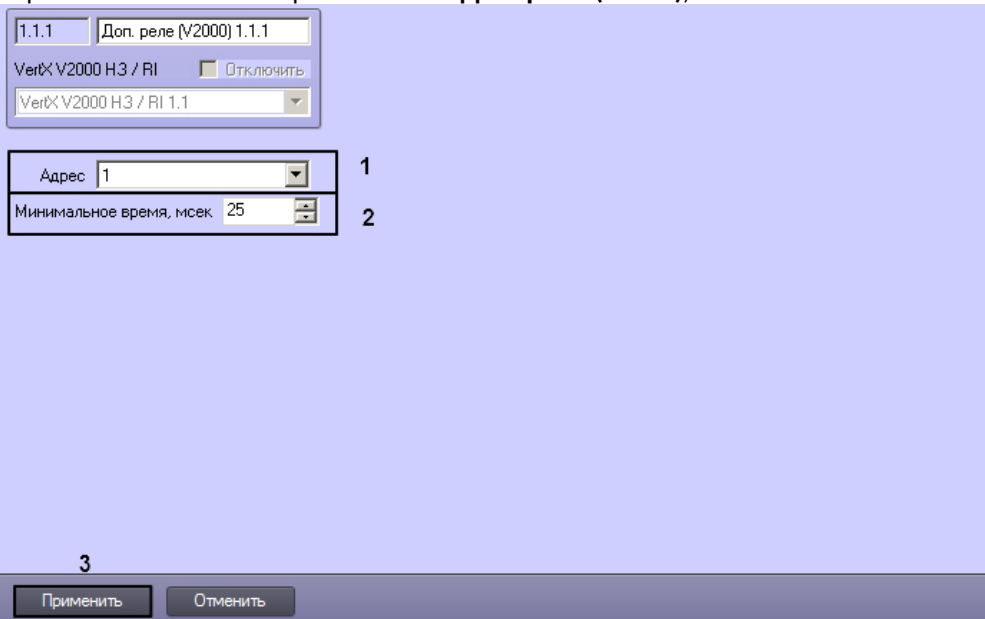 1.1.1 Доп. реле (V2000) 1.1.1
VertX V2000 H3 / RI Отключить
VertX V2000 H3 / RI 1.1
Адрес 1 1
Минимальное время, мсек 25 2
3
Применить Отменить